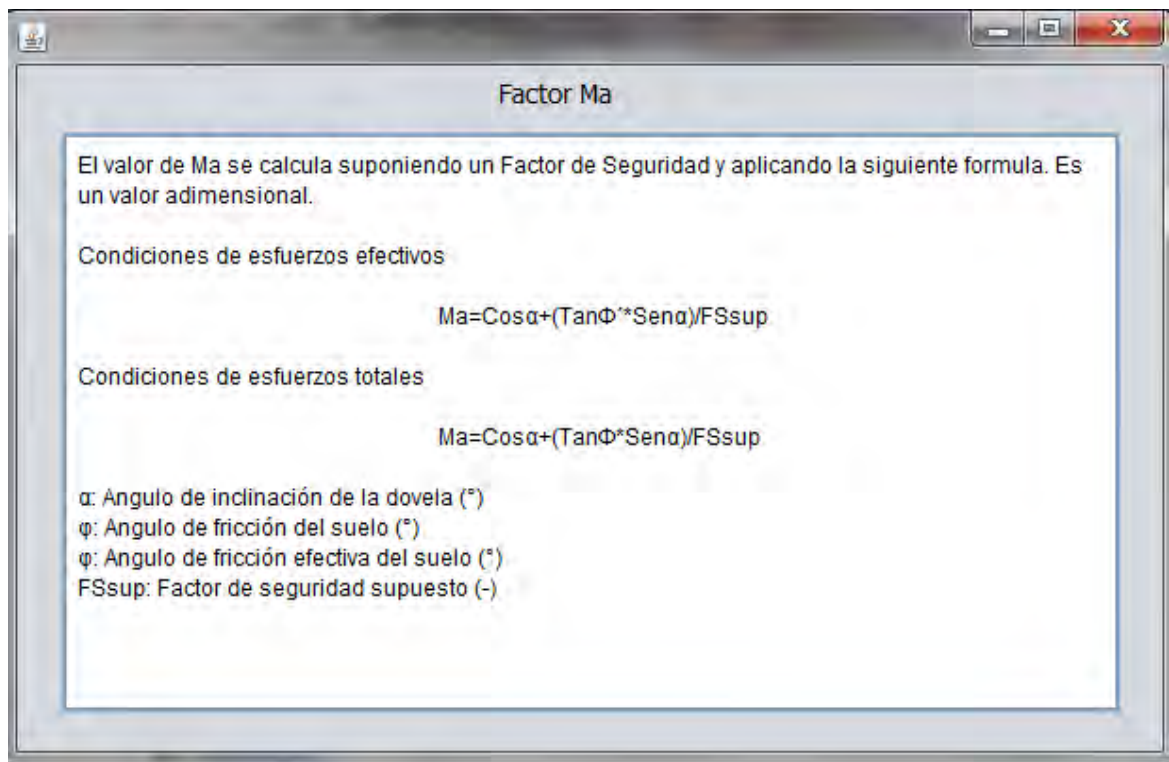 Factor Ma
El valor de Ma se calcula suponiendo un Factor de Seguridad y aplicando la siguiente formula. Es
un valor adimensional.
Condiciones de esfuerzos efectivos
Ma=Cosα+(TanΦ´*Senα)/FSsup
Condiciones de esfuerzos totales
Ma=Cosα+(TanΦ*Senα)/FSsup
α: Angulo de inclinación de la dovela (°)
φ: Angulo de fricción del suelo (°)
φ: Angulo de fricción efectiva del suelo (°)
FSsup: Factor de seguridad supuesto (-)